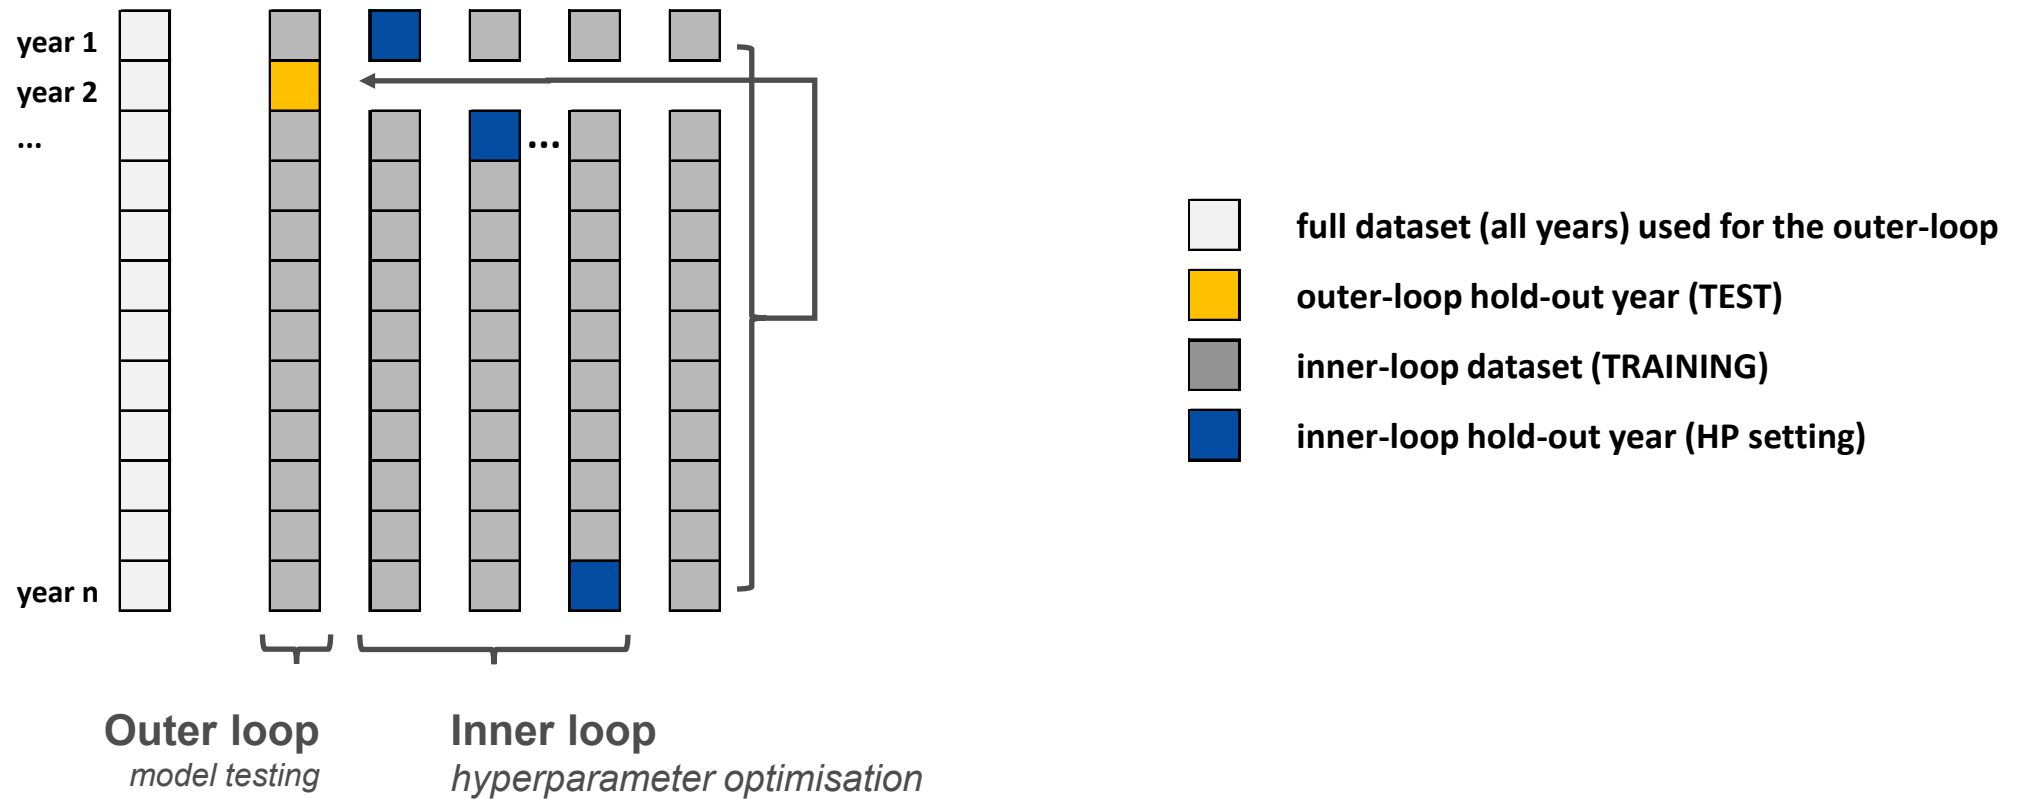 year 1
year 2
...
...
year n
Outer loop
model testing
Inner loop
hyperparameter optimisation
full dataset (all years) used for the outer-loop
outer-loop hold-out year (TEST)
inner-loop dataset (TRAINING)
inner-loop hold-out year (HP setting)